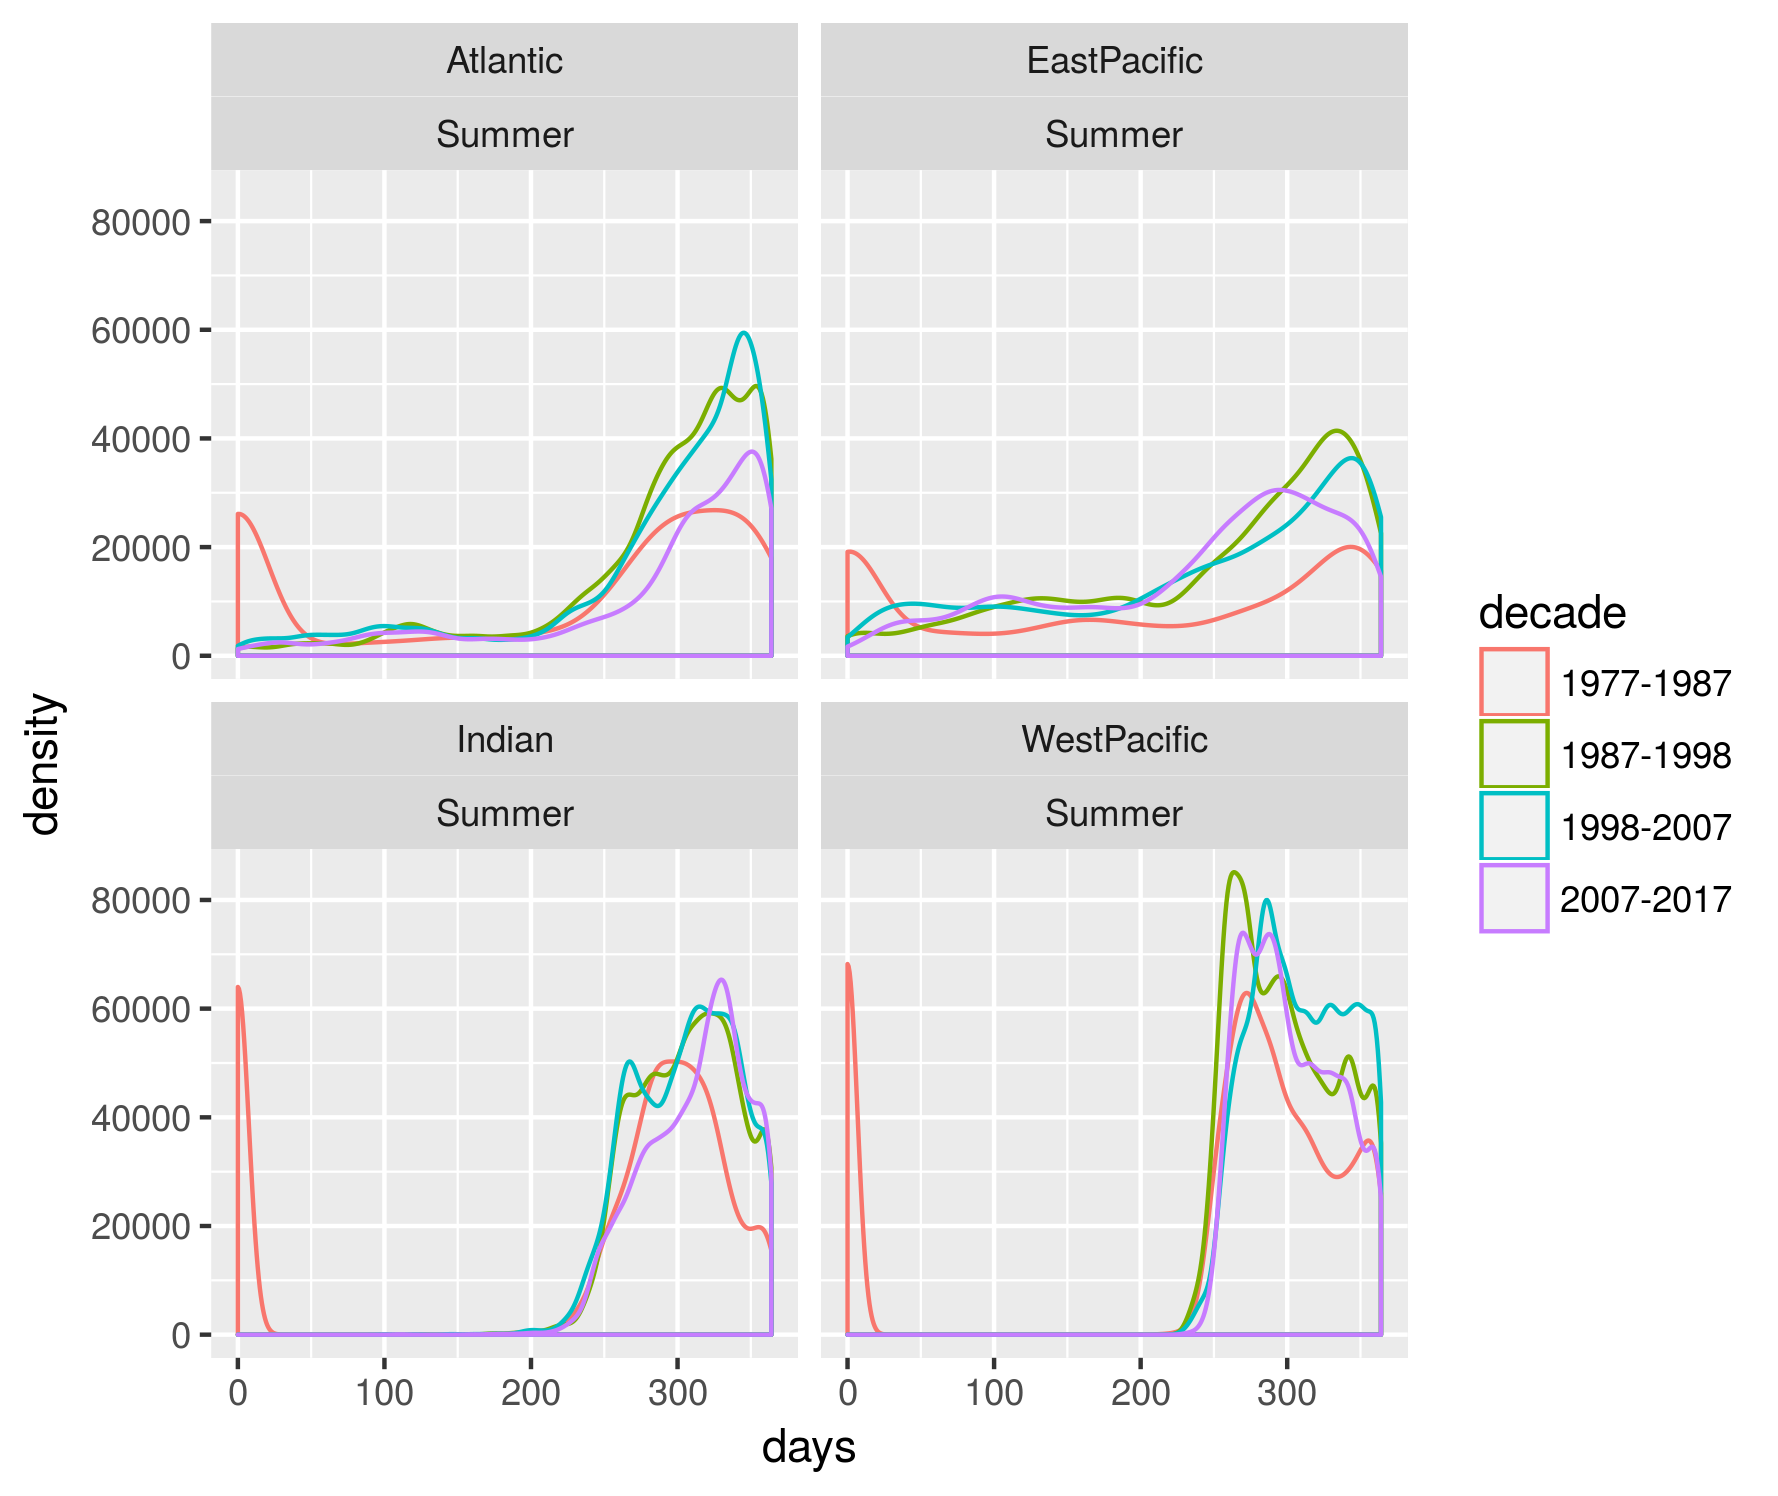 Atlantic
Summer
EastPacific
Summer
80000
60000
40000
20000
0
Indian
Summer
WestPacific
Summer
80000
60000
40000
20000
0
0 100 200 300
0 100 200 300
days
density
decade
1977-1987
1987-1998
1998-2007
2007-2017